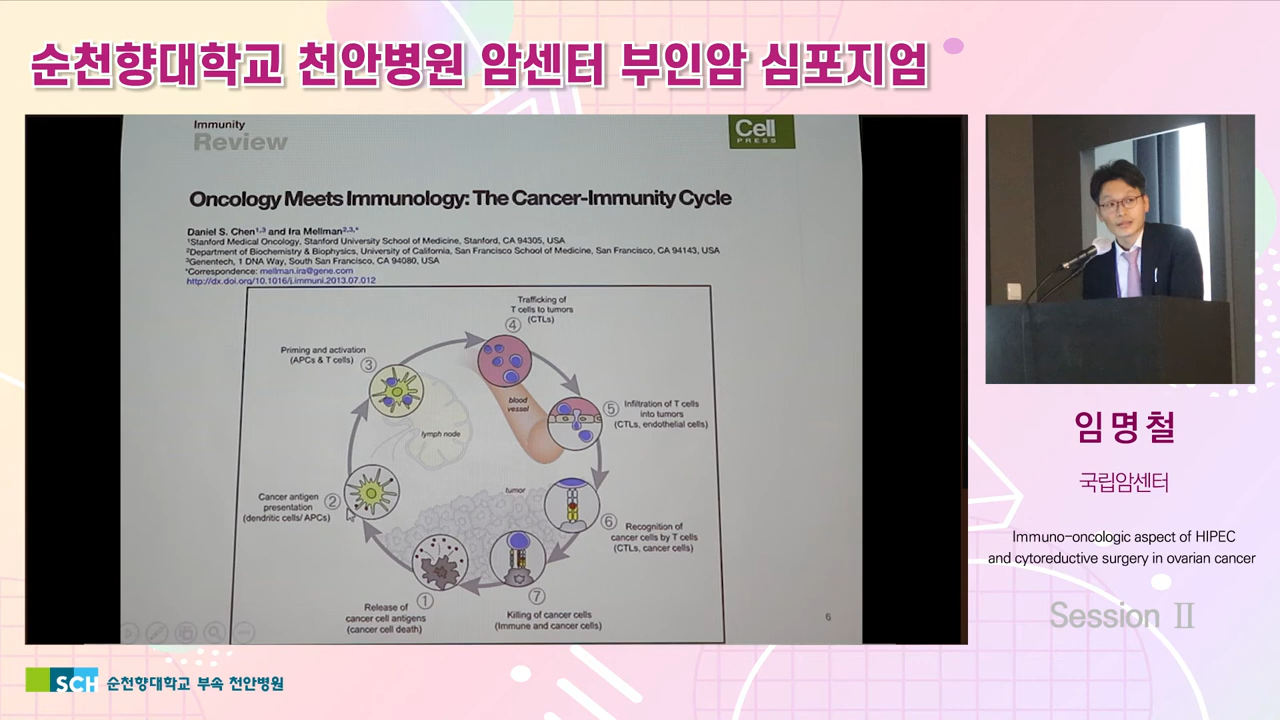 순천향대학교 천안병원 암센터 부인암 심포지엄
Immunity
Review
Cell
PRESS
Oncology Meets Immunology: The Cancer-Immunity Cycle
Daniel S. Chen1,3 and Ira Mellman2,3,*
1Stanford Medical Oncology, Stanford University School of Medicine, Stanford, CA 94305, USA
2Department of Biochemistry & Biophysics, University of California, San Francisco School of Medicine, San Francisco, CA 94143, USA
3Genentech, 1 DNA Way, South San Francisco, CA 94080, USA
*Correspondence: mellman.ira@gene.com
http://dx.doi.org/10.1016/j.immuni.2013.07.012
Trafficking of
T cells to tumors
(CTLs)
④
Priming and activation
(APCs & T cells)
③
blood
vessel
lymph node
⑤
Infiltration of T cells
into tumors
(CTLs, endothelial cells)
tumor
Cancer antigen
presentation
(dendritic cells/ APCs)
②
⑥
Recognition of
cancer cells by T cells
(CTLs, cancer cells)
①
Release of
cancer cell antigens
(cancer cell death)
⑦
Killing of cancer cells
(Immune and cancer cells)
6
임명철
국립암센터
Immuno-oncologic aspect of HIPEC
and cytoreductive surgery in ovarian cancer
Session Ⅱ
SCH 순천향대학교 부속 천안병원